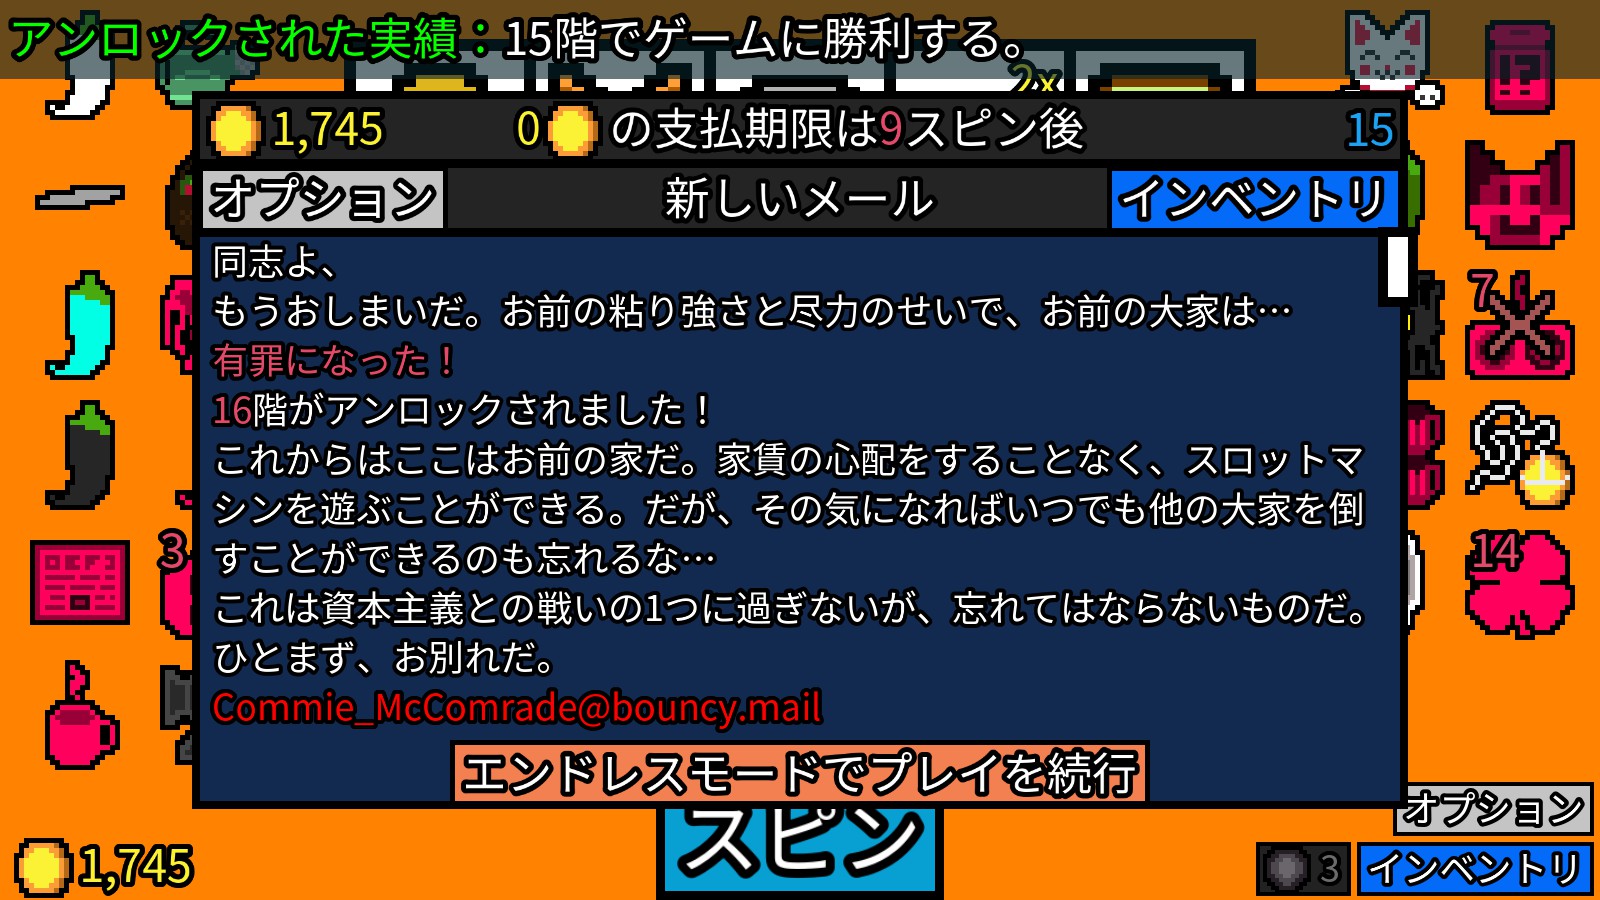 アンロックされた実績：15階でゲームに勝利する。
2x
1,745 0 の支払期限は9スピン後 15
オプション 新しいメール インベントリ
同志よ、
もうおしまいだ。お前の粘り強さと尽力のせいで、お前の大家は…
有罪になった！
16階がアンロックされました！
これからはここはお前の家だ。家賃の心配をすることなく、スロットマ
シンを遊ぶことができる。だが、その気になればいつでも他の大家を倒
すことができるのも忘れるな…
これは資本主義との戦いの1つに過ぎないが、忘れてはならないものだ。
ひとまず、お別れだ。
Commie_McComrade@bouncy.mail
エンドレスモードでプレイを続行
7
3
14
スピン
オプション
1,745
3
インベントリ